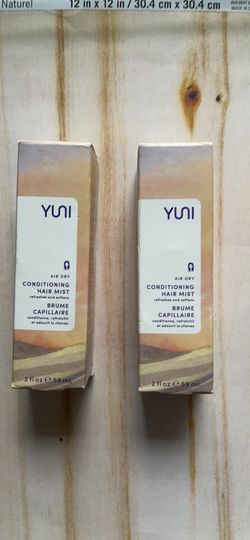 Naturel
12 in x 12 in / 30.4 cm x 30.4 cm
YUNI
AIR DRY
CONDITIONING
HAIR MIST
refreshes and softens
BRUME
CAPILLAIRE
conditionne, rafraîchit
et adoucit le cheveu
2 fl oz ℮ 59 mL
YUNI
AIR DRY
CONDITIONING
HAIR MIST
refreshes and softens
BRUME
CAPILLAIRE
conditionne, rafraîchit
et adoucit le cheveu
2 fl oz ℮ 59 mL